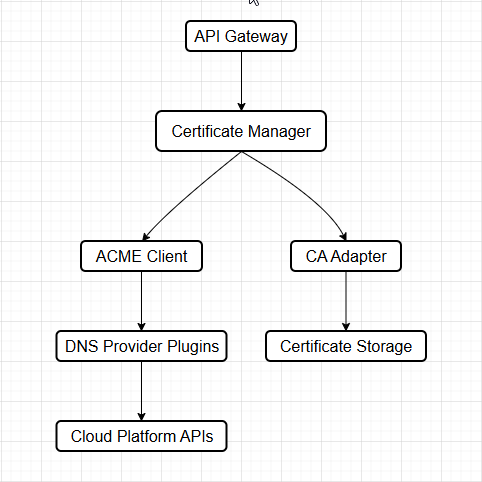 API Gateway
Certificate Manager
ACME Client
CA Adapter
DNS Provider Plugins
Certificate Storage
Cloud Platform APIs